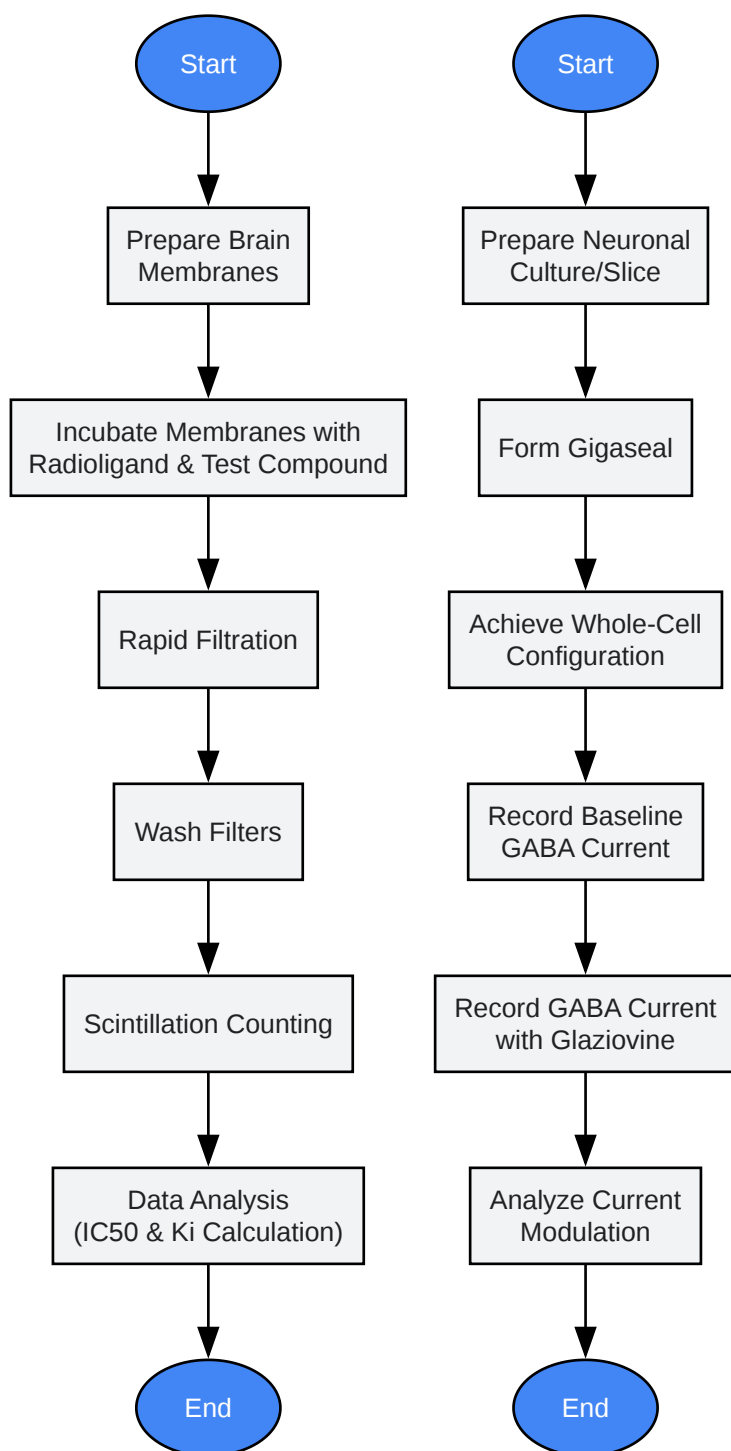 Start
Prepare Brain
Membranes
Incubate Membranes with
Radioligand & Test Compound
Rapid Filtration
Wash Filters
Scintillation Counting
Data Analysis
(IC50 & Ki Calculation)
End
Start
Prepare Neuronal
Culture/Slice
Form Gigaseal
Achieve Whole-Cell
Configuration
Record Baseline
GABA Current
Record GABA Current
with Glaziovine
Analyze Current
Modulation
End